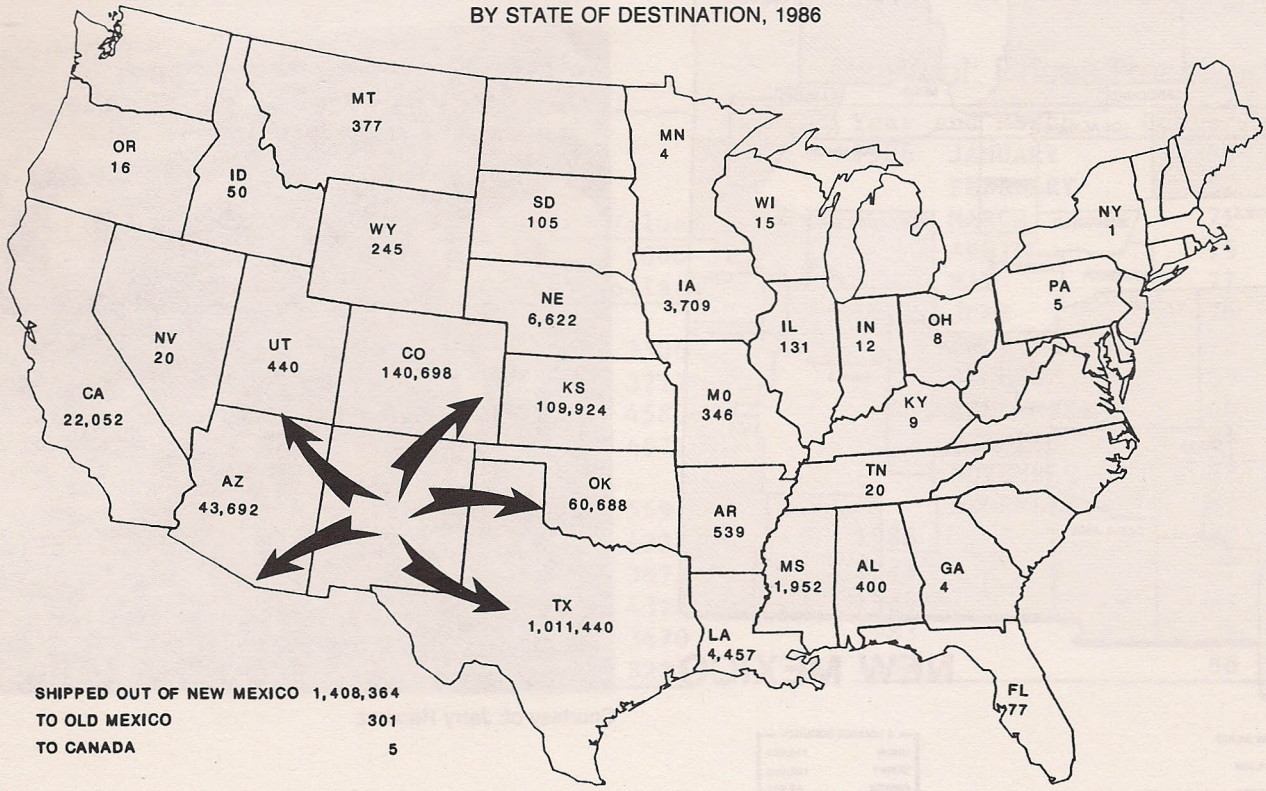 BY STATE OF DESTINATION, 1986
MT
377
OR
16
ID
50
MN
4
SD
105
WI
15
WY
245
NY
1
NE
6,622
IA
3,709
PA
5
NV
20
UT
440
CO
140,698
IL
131
IN
12
OH
8
CA
22,052
KS
109,924
MO
346
KY
9
AZ
43,692
OK
60,688
AR
539
TN
20
MS
1,952
AL
400
GA
4
TX
1,011,440
LA
4,457
FL
77
SHIPPED OUT OF NEW MEXICO 1,408,364
TO OLD MEXICO 301
TO CANADA 5